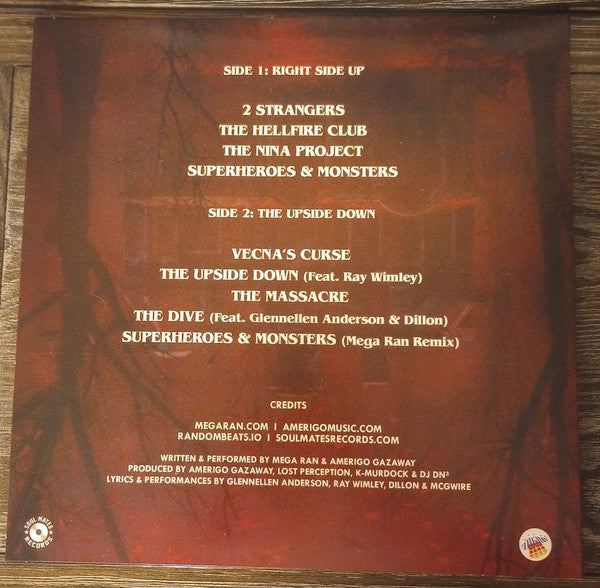 SIDE 1: RIGHT SIDE UP
2 STRANGERS
THE HELLFIRE CLUB
THE NINA PROJECT
SUPERHEROES & MONSTERS
SIDE 2: THE UPSIDE DOWN
VECNA'S CURSE
THE UPSIDE DOWN (Feat. Ray Wimley)
THE MASSACRE
THE DIVE (Feat. Glennellen Anderson & Dillon)
SUPERHEROES & MONSTERS (Mega Ran Remix)
CREDITS
MEGARAN.COM | AMERIGOMUSIC.COM
RANDOMBEATS.IO | SOULMATESRECORDS.COM
WRITTEN & PERFORMED BY MEGA RAN & AMERIGO GAZAWAY
PRODUCED BY AMERIGO GAZAWAY, LOST PERCEPTION, K-MURDOCK & DJ DN³
LYRICS & PERFORMANCES BY GLENNELLEN ANDERSON, RAY WIMLEY, DILLON & MCGWIRE
SOUL MATES
RECORDS